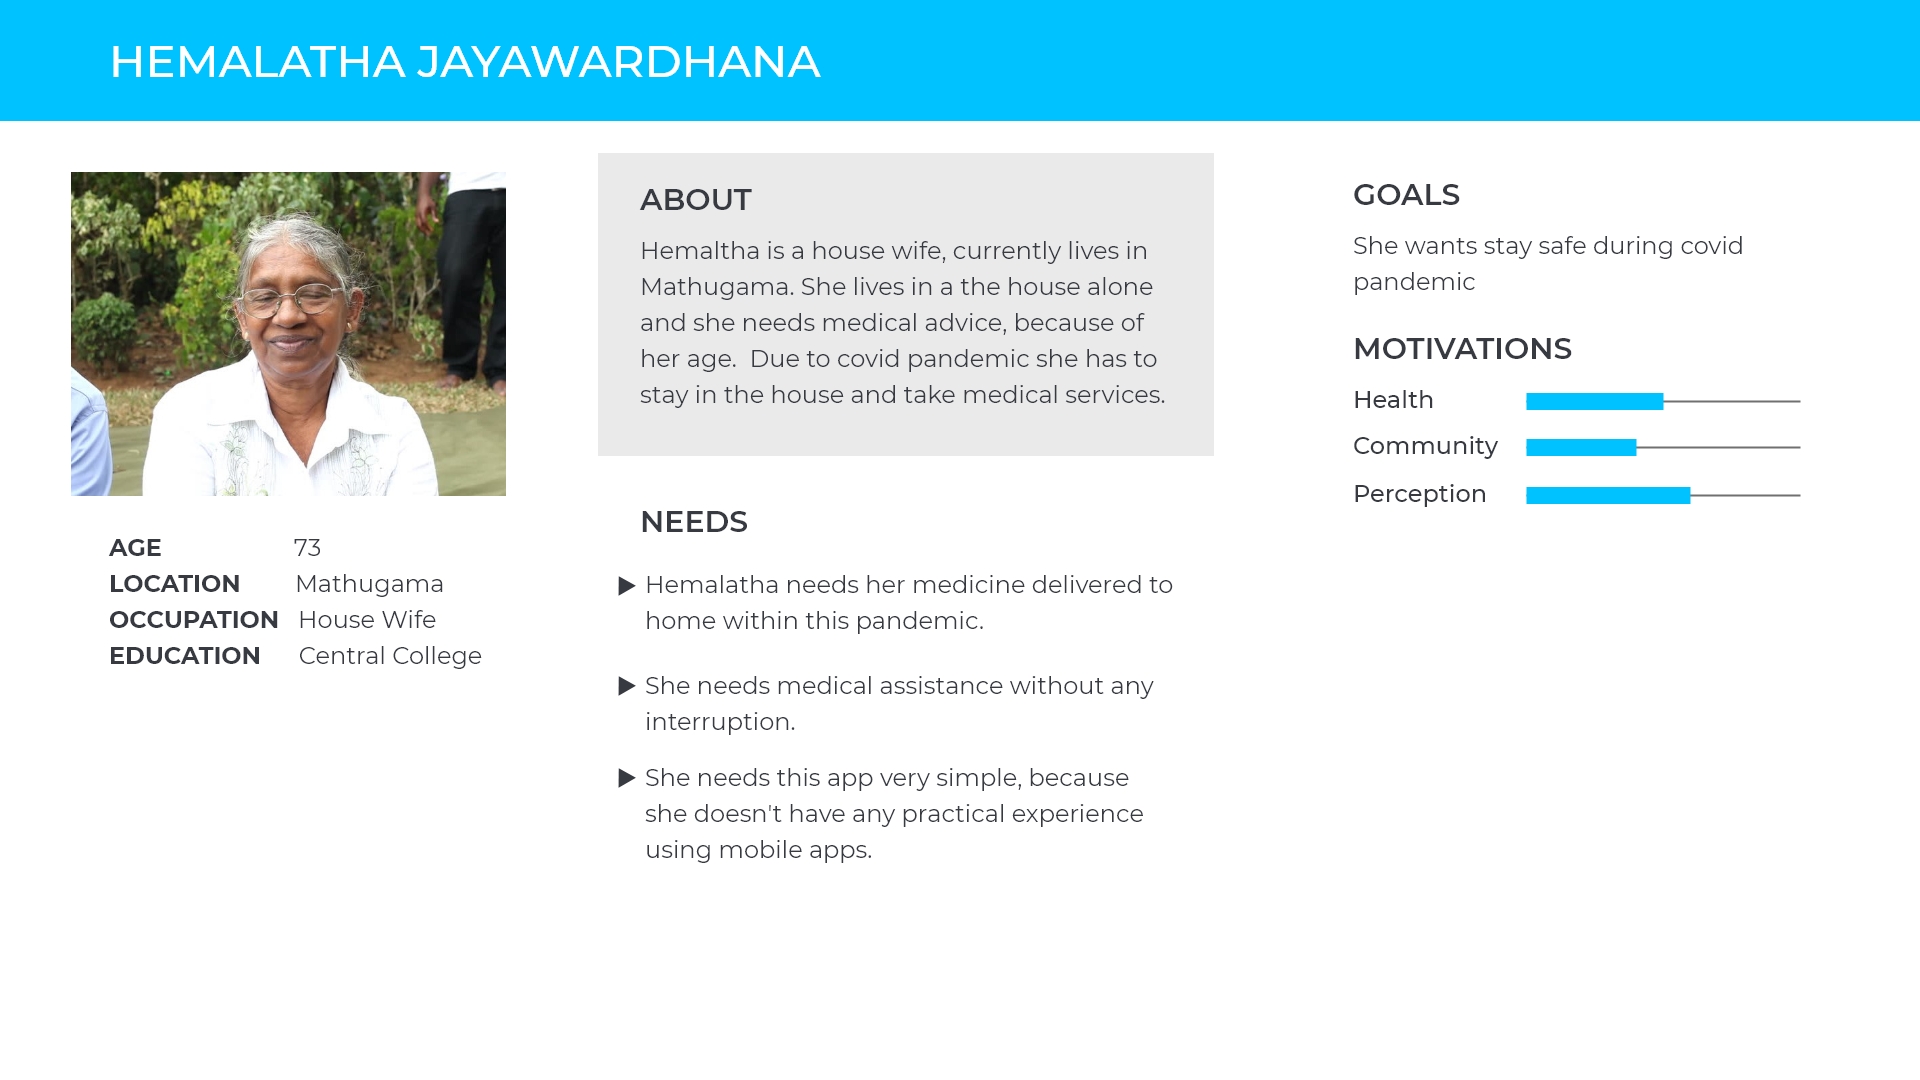 HEMALATHA JAYAWARDHANA
AGE 73
LOCATION Mathugama
OCCUPATION House Wife
EDUCATION Central College
ABOUT
Hemaltha is a house wife, currently lives in
Mathugama. She lives in a the house alone
and she needs medical advice, because of
her age.  Due to covid pandemic she has to
stay in the house and take medical services.
NEEDS
▶ Hemalatha needs her medicine delivered to
home within this pandemic.
▶ She needs medical assistance without any
interruption.
▶ She needs this app very simple, because
she doesn't have any practical experience
using mobile apps.
GOALS
She wants stay safe during covid
pandemic
MOTIVATIONS
Health
Community
Perception